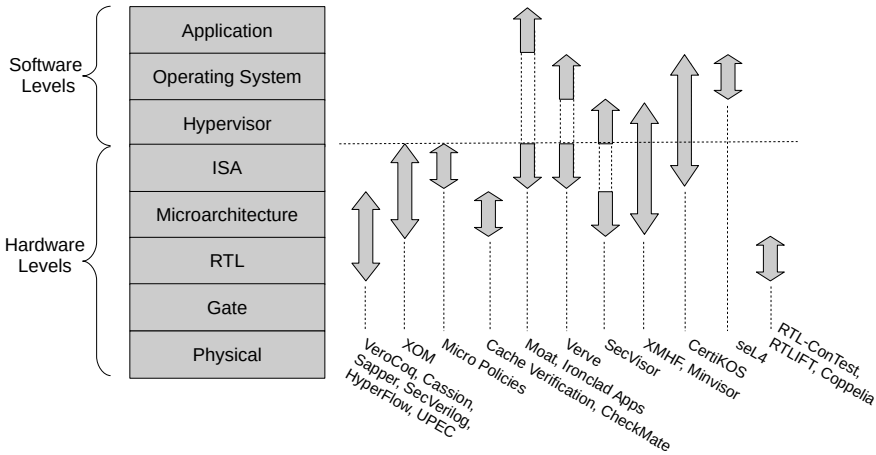 Software
Levels
Hardware
Levels
Application
Operating System
Hypervisor
ISA
Microarchitecture
RTL
Gate
Physical
VeroCoq, Cassion,
Sapper, SecVerilog,
HyperFlow, UPEC
XOM
Micro Policies
Cache Verification, CheckMate
Moat, Ironclad Apps
Verve
SecVisor
XMHF, Minvisor
CertiKOS
seL4
RTL-ConTest,
RTLIFT, Coppelia